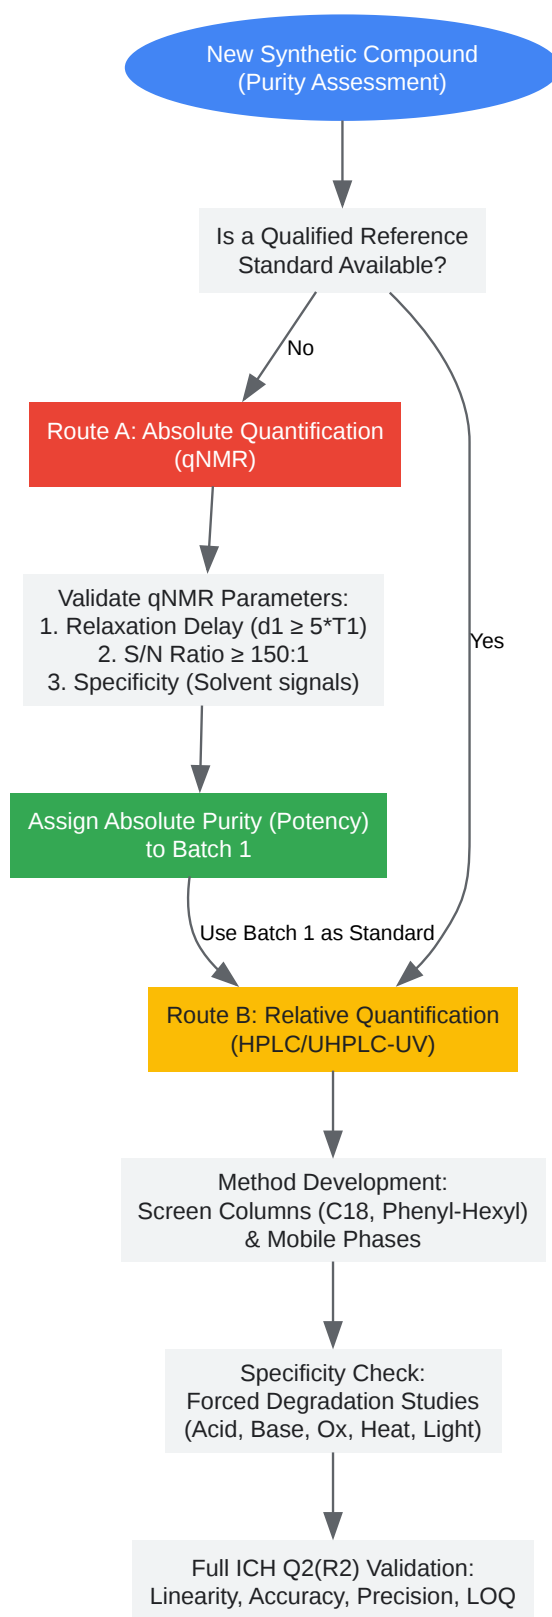 New Synthetic Compound
(Purity Assessment)
Is a Qualified Reference
Standard Available?
No
Route A: Absolute Quantification
(qNMR)
Validate qNMR Parameters:
1. Relaxation Delay (d1 ≥ 5*T1)
2. S/N Ratio ≥ 150:1
3. Specificity (Solvent signals)
Yes
Assign Absolute Purity (Potency)
to Batch 1
Use Batch 1 as Standard
Route B: Relative Quantification
(HPLC/UHPLC-UV)
Method Development:
Screen Columns (C18, Phenyl-Hexyl)
& Mobile Phases
Specificity Check:
Forced Degradation Studies
(Acid, Base, Ox, Heat, Light)
Full ICH Q2(R2) Validation:
Linearity, Accuracy, Precision, LOQ